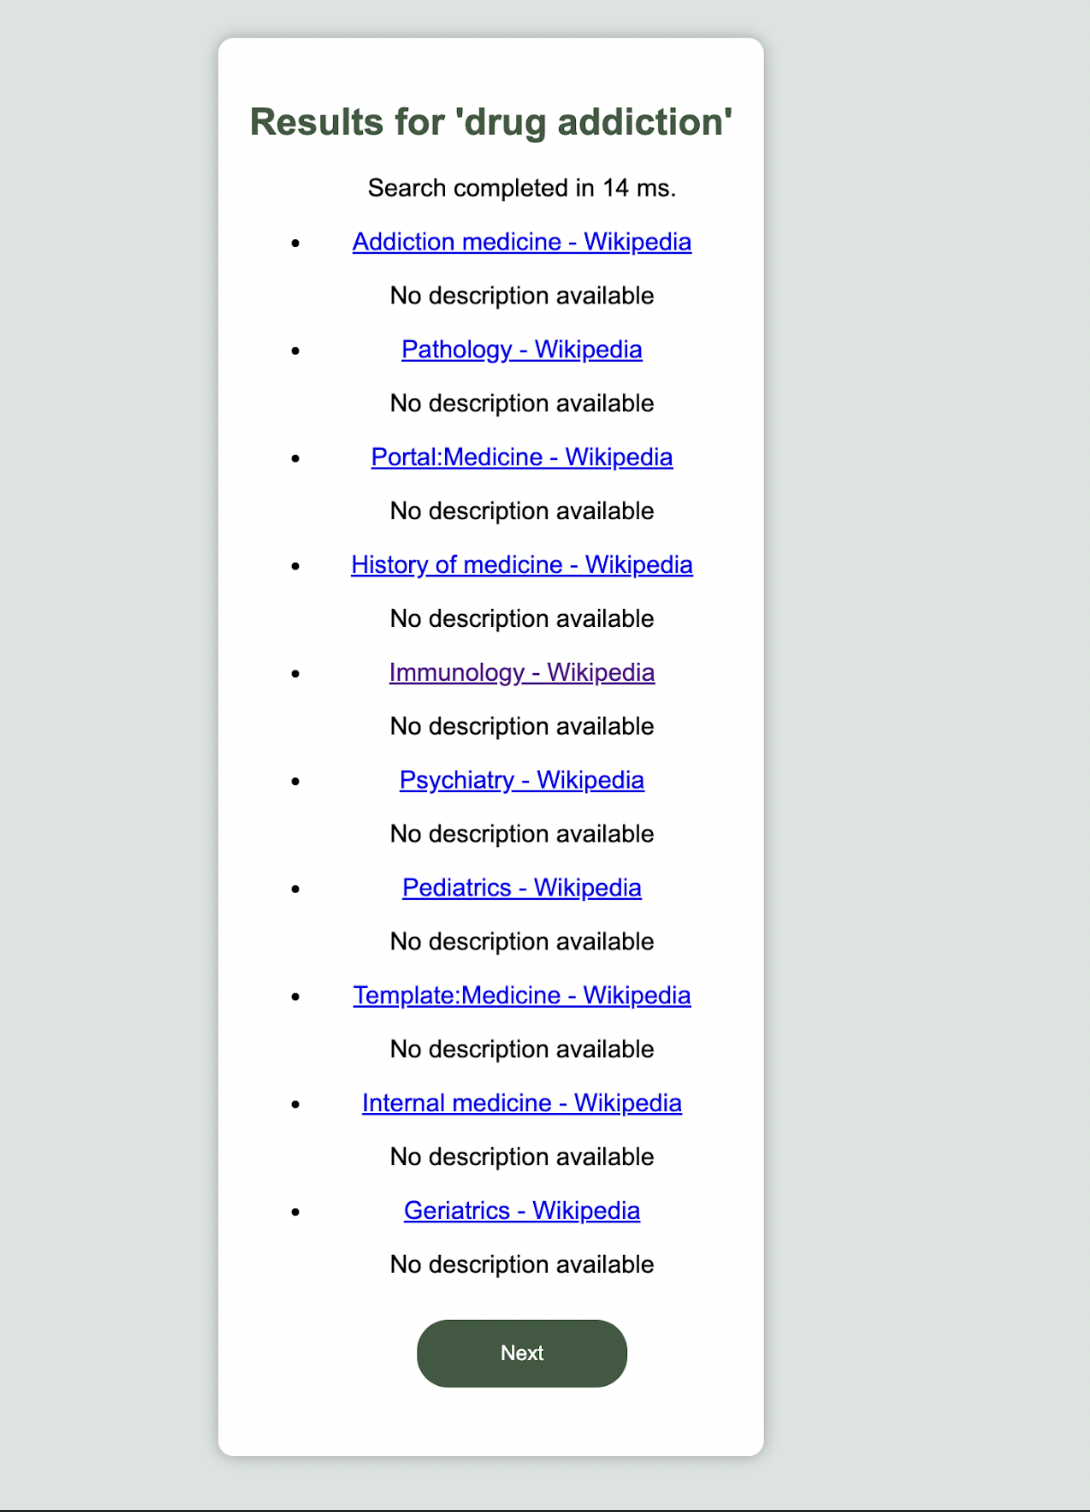 Results for 'drug addiction'
Search completed in 14 ms.
• Addiction medicine - Wikipedia
No description available
• Pathology - Wikipedia
No description available
• Portal:Medicine - Wikipedia
No description available
• History of medicine - Wikipedia
No description available
• Immunology - Wikipedia
No description available
• Psychiatry - Wikipedia
No description available
• Pediatrics - Wikipedia
No description available
• Template:Medicine - Wikipedia
No description available
• Internal medicine - Wikipedia
No description available
• Geriatrics - Wikipedia
No description available
Next